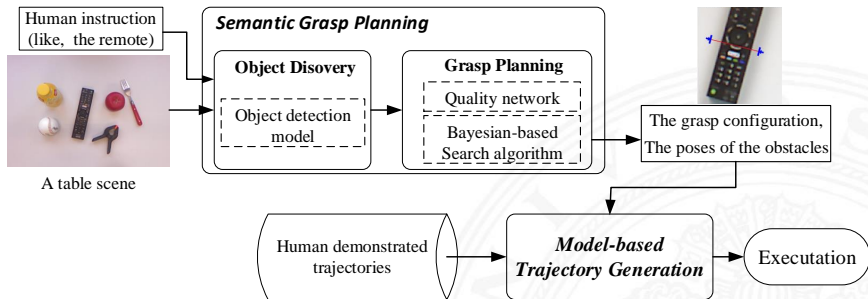 Human instruction
(like, the remote)
A table scene
Semantic Grasp Planning
Object Disovery
Object detection
model
Grasp Planning
Quality network
Bayesian-based
Search algorithm
The grasp configuration,
The poses of the obstacles
Human demonstrated
trajectories
Model-based
Trajectory Generation
Executation